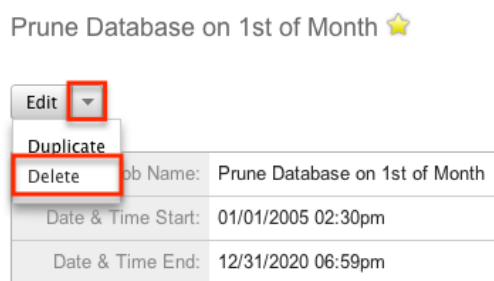 Prune Database on 1st of Month
Edit
Duplicate
Delete
ob Name: Prune Database on 1st of Month
Date & Time Start: 01/01/2005 02:30pm
Date & Time End: 12/31/2020 06:59pm